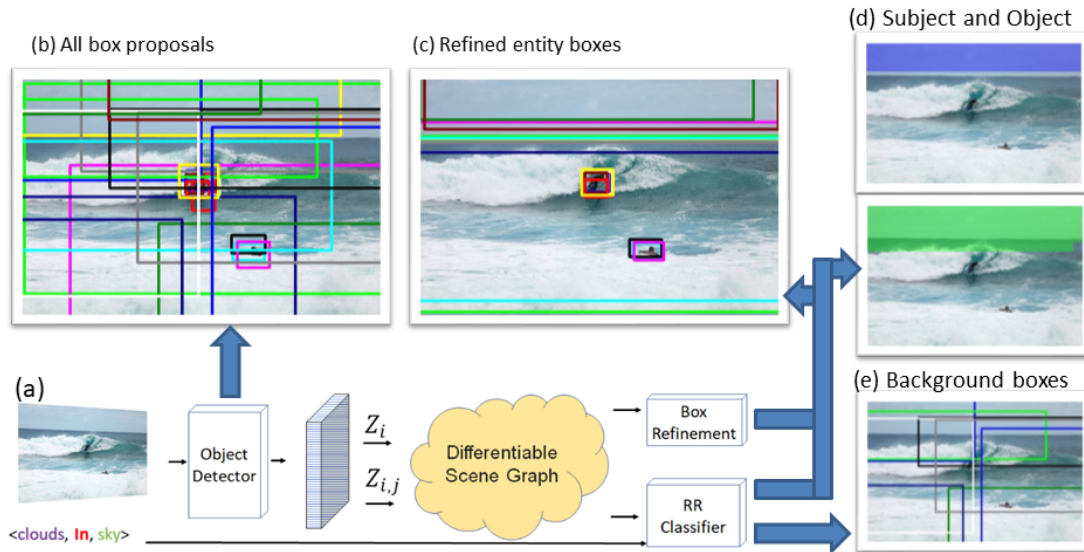 (d) Subject and Object
(b) All box proposals
(c) Refined entity boxes
(a)
(e) Background boxes
Object
Detector
Z_i
Z_{i,j}
Differentiable
Scene Graph
Box
Refinement
RR
Classifier
<clouds, In, sky>